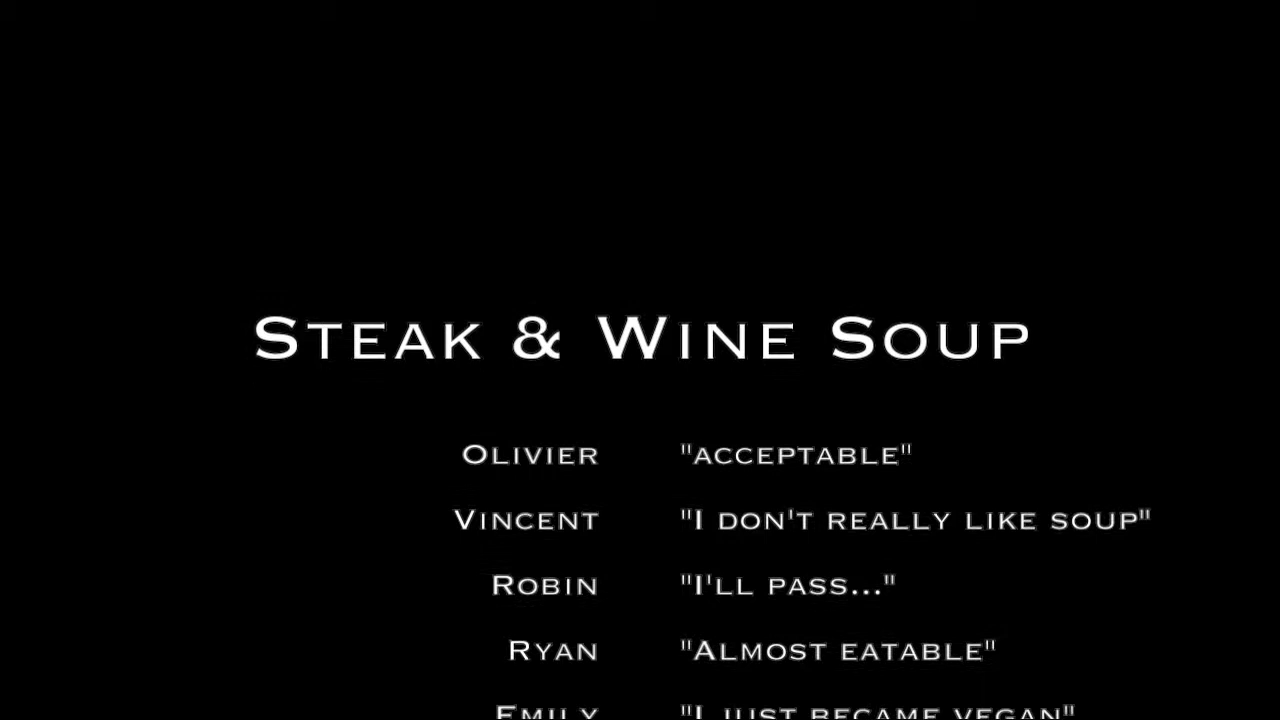 Steak & Wine Soup
Olivier "acceptable"
Vincent "I don't really like soup"
Robin "I'll pass..."
Ryan "Almost eatable"
Emily "I just became vegan"